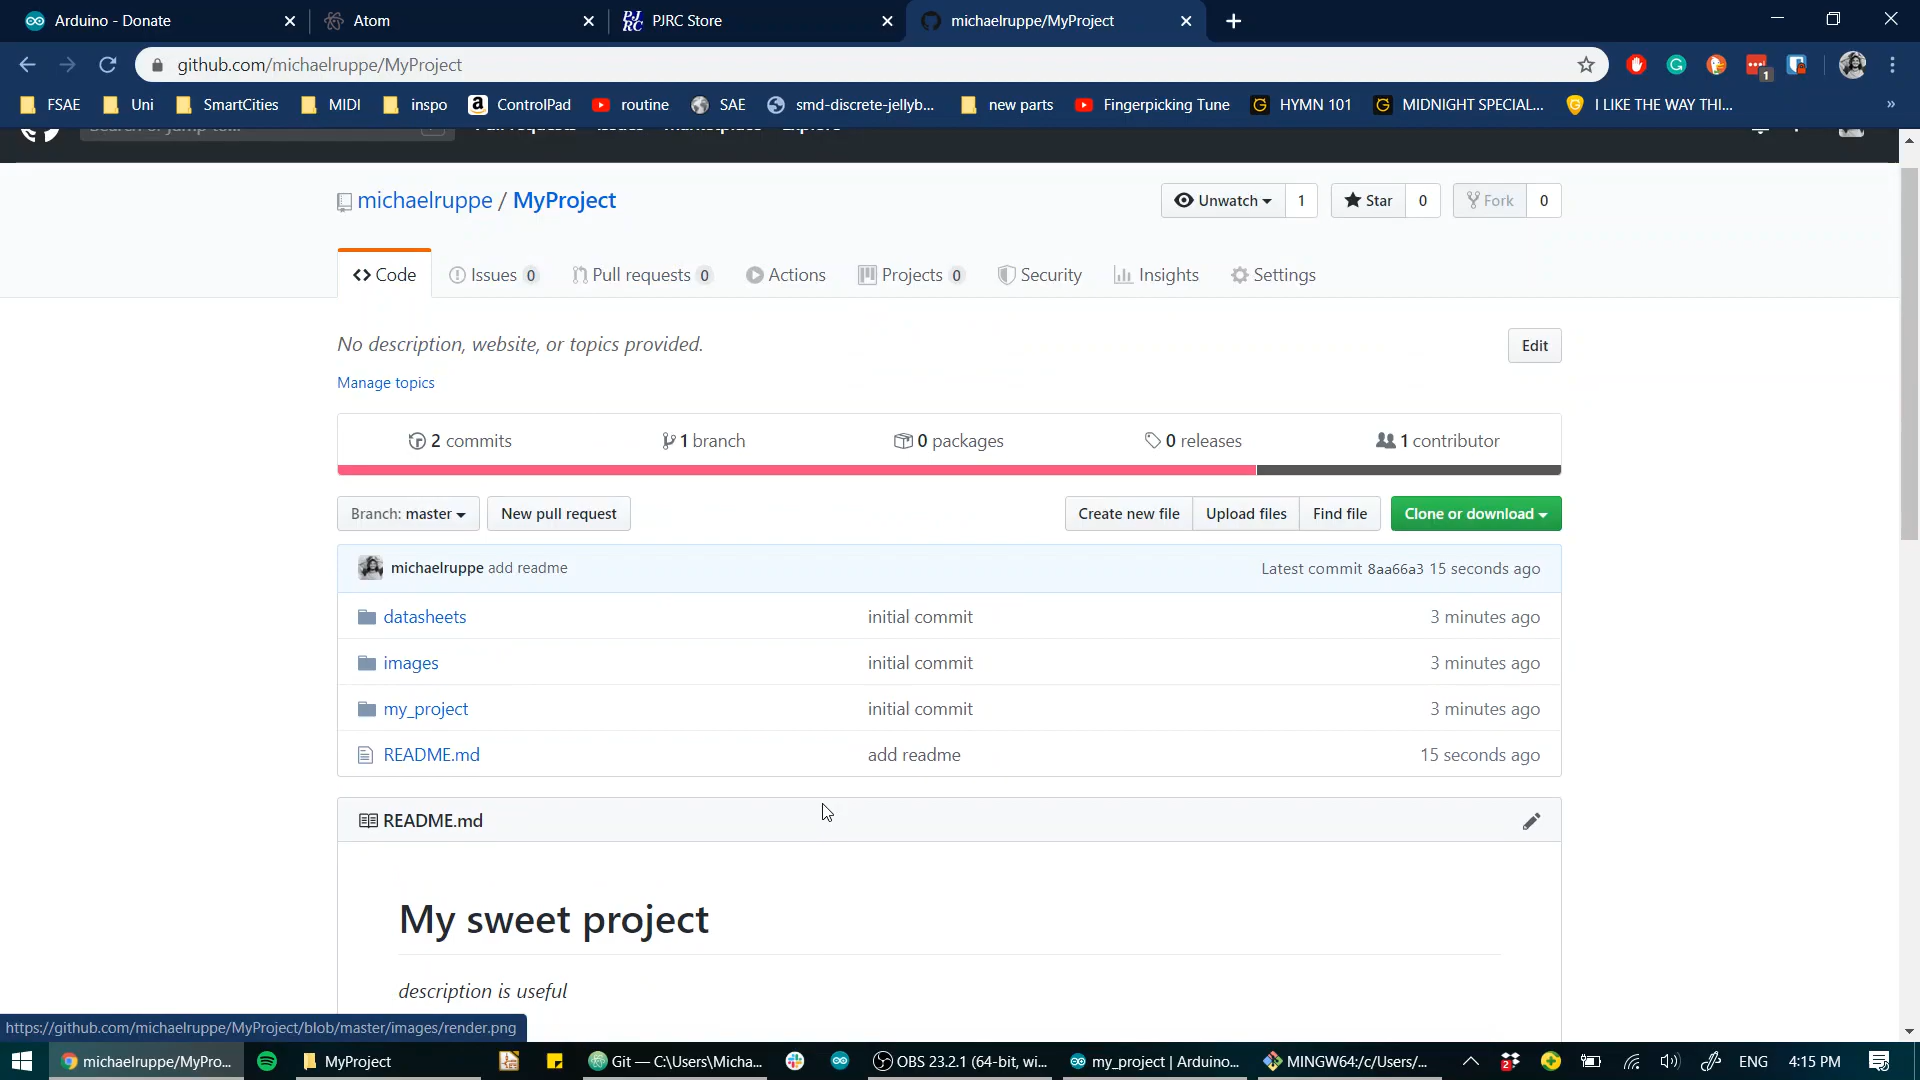 Arduino - Donate
Atom
PJRC Store
michaelruppe/MyProject
github.com/michaelruppe/MyProject
1
FSAE
Uni
SmartCities
MIDI
inspo
ControlPad
routine
SAE
smd-discrete-jellyb...
new parts
Fingerpicking Tune
HYMN 101
MIDNIGHT SPECIAL...
I LIKE THE WAY THI...
»
michaelruppe / MyProject
Unwatch 1
Star 0
Fork 0
Code
Issues 0
Pull requests 0
Actions
Projects 0
Security
Insights
Settings
No description, website, or topics provided.
Edit
Manage topics
2 commits
1 branch
0 packages
0 releases
1 contributor
Branch: master
New pull request
Create new file
Upload files
Find file
Clone or download
michaelruppe add readme
Latest commit 8aa66a3 15 seconds ago
datasheets initial commit 3 minutes ago
images initial commit 3 minutes ago
my_project initial commit 3 minutes ago
README.md add readme 15 seconds ago
README.md
My sweet project
description is useful
https://github.com/michaelruppe/MyProject/blob/master/images/render.png
michaelruppe/MyPro...
MyProject
Git — C:\Users\Micha...
OBS 23.2.1 (64-bit, wi...
my_project | Arduino...
MINGW64:/c/Users/...
2
ENG
4:15 PM